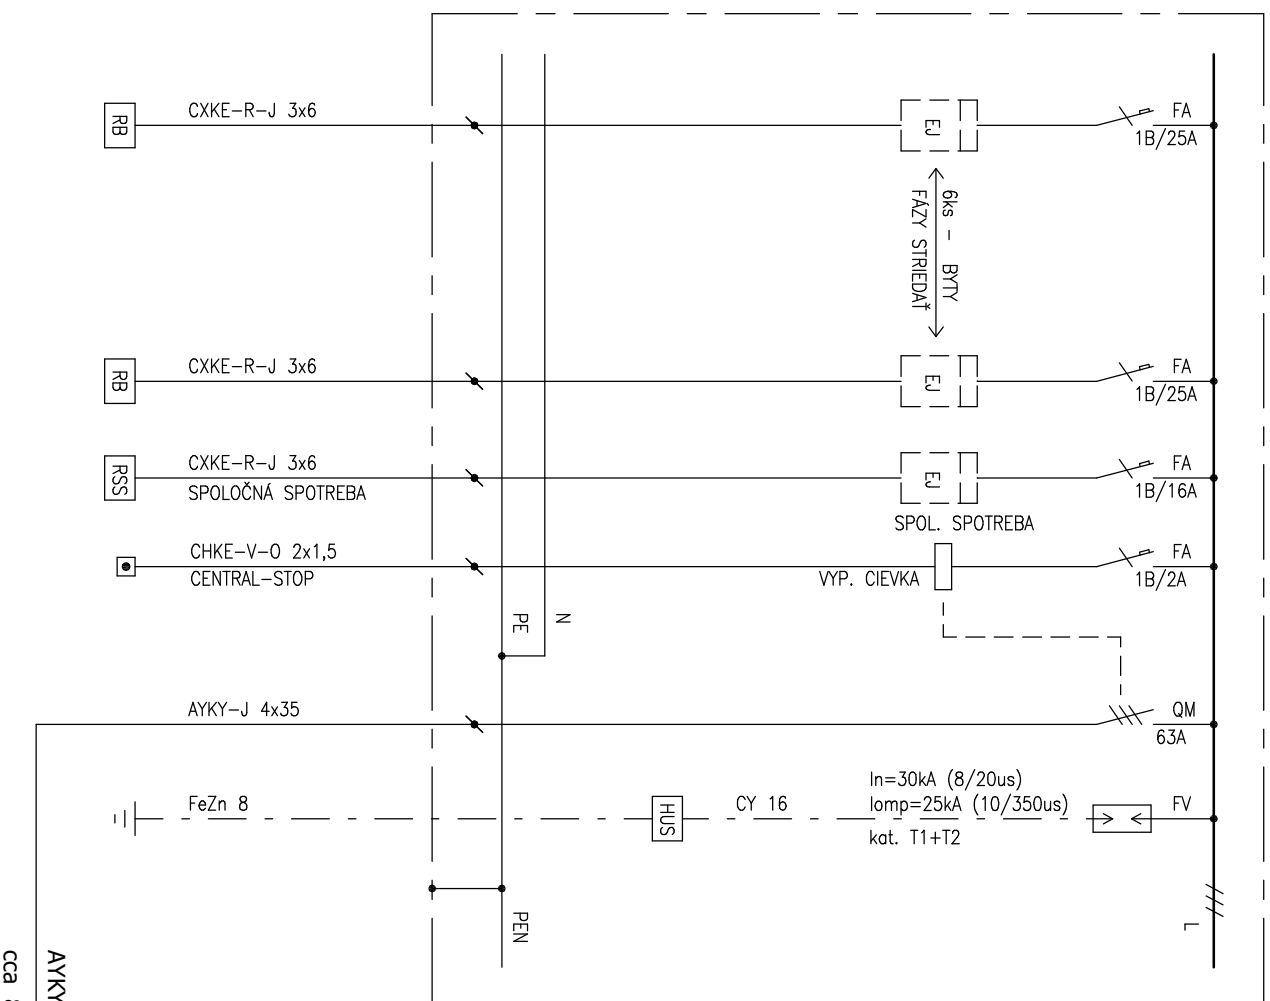 CXKE-R-J 3x6
RB
EJ
FA
1B/25A
6ks - BYTY
FÁZY STRIEDAŤ
CXKE-R-J 3x6
RB
EJ
FA
1B/25A
CXKE-R-J 3x6
SPOLOČNÁ SPOTREBA
RSS
EJ
SPOL. SPOTREBA
FA
1B/16A
CHKE-V-O 2x1,5
CENTRAL-STOP
VYP. CIEVKA
FA
1B/2A
PE
N
AYKY-J 4x35
QM
63A
FeZn 8
HUS
CY 16
In=30kA (8/20us)
Iomp=25kA (10/350us)
kat. T1+T2
FV
PEN
L
AYKY
cca